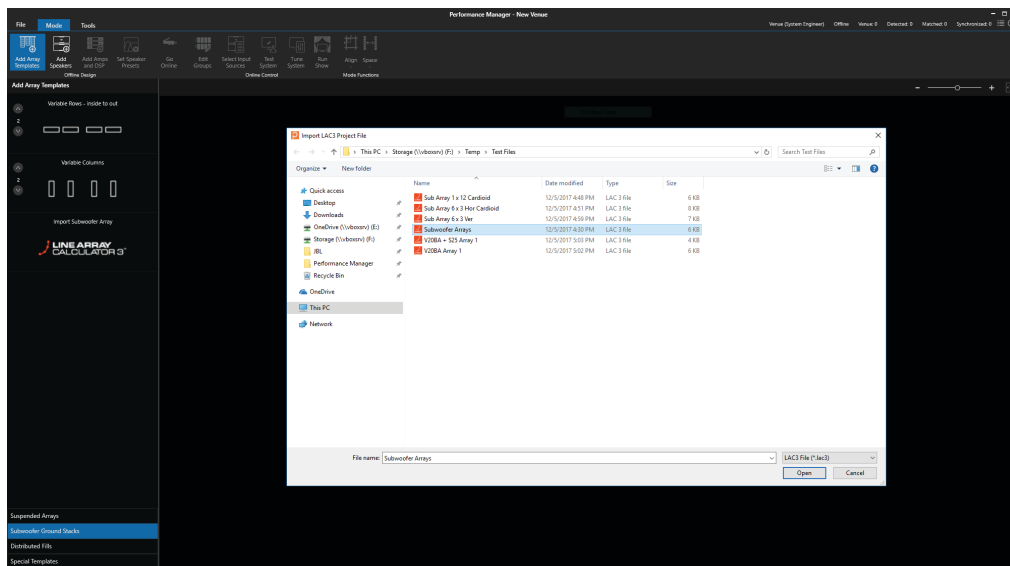 Performance Manager - New Venue
File Mode Tools
Venue (System Engineer) Offline Venue: 0 Detected: 0 Matched: 0 Synchronized: 0
Add Array Templates
Add Speakers
Add Amps and DSP
Set Speaker Presets
Go Online
Edit Groups
Select Input Sources
Test System
Tune System
Run Show
Align Space
Offline Design
Online Control
Mode Functions
Add Array Templates
Variable Rows - inside to out
2
Variable Columns
2
Import Subwoofer Array
LINE ARRAY
CALCULATOR 3
Suspended Arrays
Subwoofer Ground Stacks
Distributed Fills
Special Templates
Import LAC3 Project File
This PC > Storage (\\vboxsrv) (F:) > Temp > Test Files
Search Test Files
Organize New folder
Quick access
Desktop
Downloads
OneDrive (\\vboxsrv) (E:)
Storage (\\vboxsrv) (F:)
JBL
Performance Manager
Recycle Bin
OneDrive
This PC
Network
Name Date modified Type Size
Sub Array 1 x 12 Cardioid 12/5/2017 4:48 PM LAC 3 file 6 KB
Sub Array 6 x 3 Hor Cardioid 12/5/2017 4:51 PM LAC 3 file 8 KB
Sub Array 6 x 3 Ver 12/5/2017 4:59 PM LAC 3 file 7 KB
Subwoofer Arrays 12/5/2017 4:30 PM LAC 3 file 6 KB
V20BA + S25 Array 1 12/5/2017 5:03 PM LAC 3 file 4 KB
V20BA Array 1 12/5/2017 5:02 PM LAC 3 file 6 KB
File name: Subwoofer Arrays
LAC3 File (*.lac3)
Open Cancel